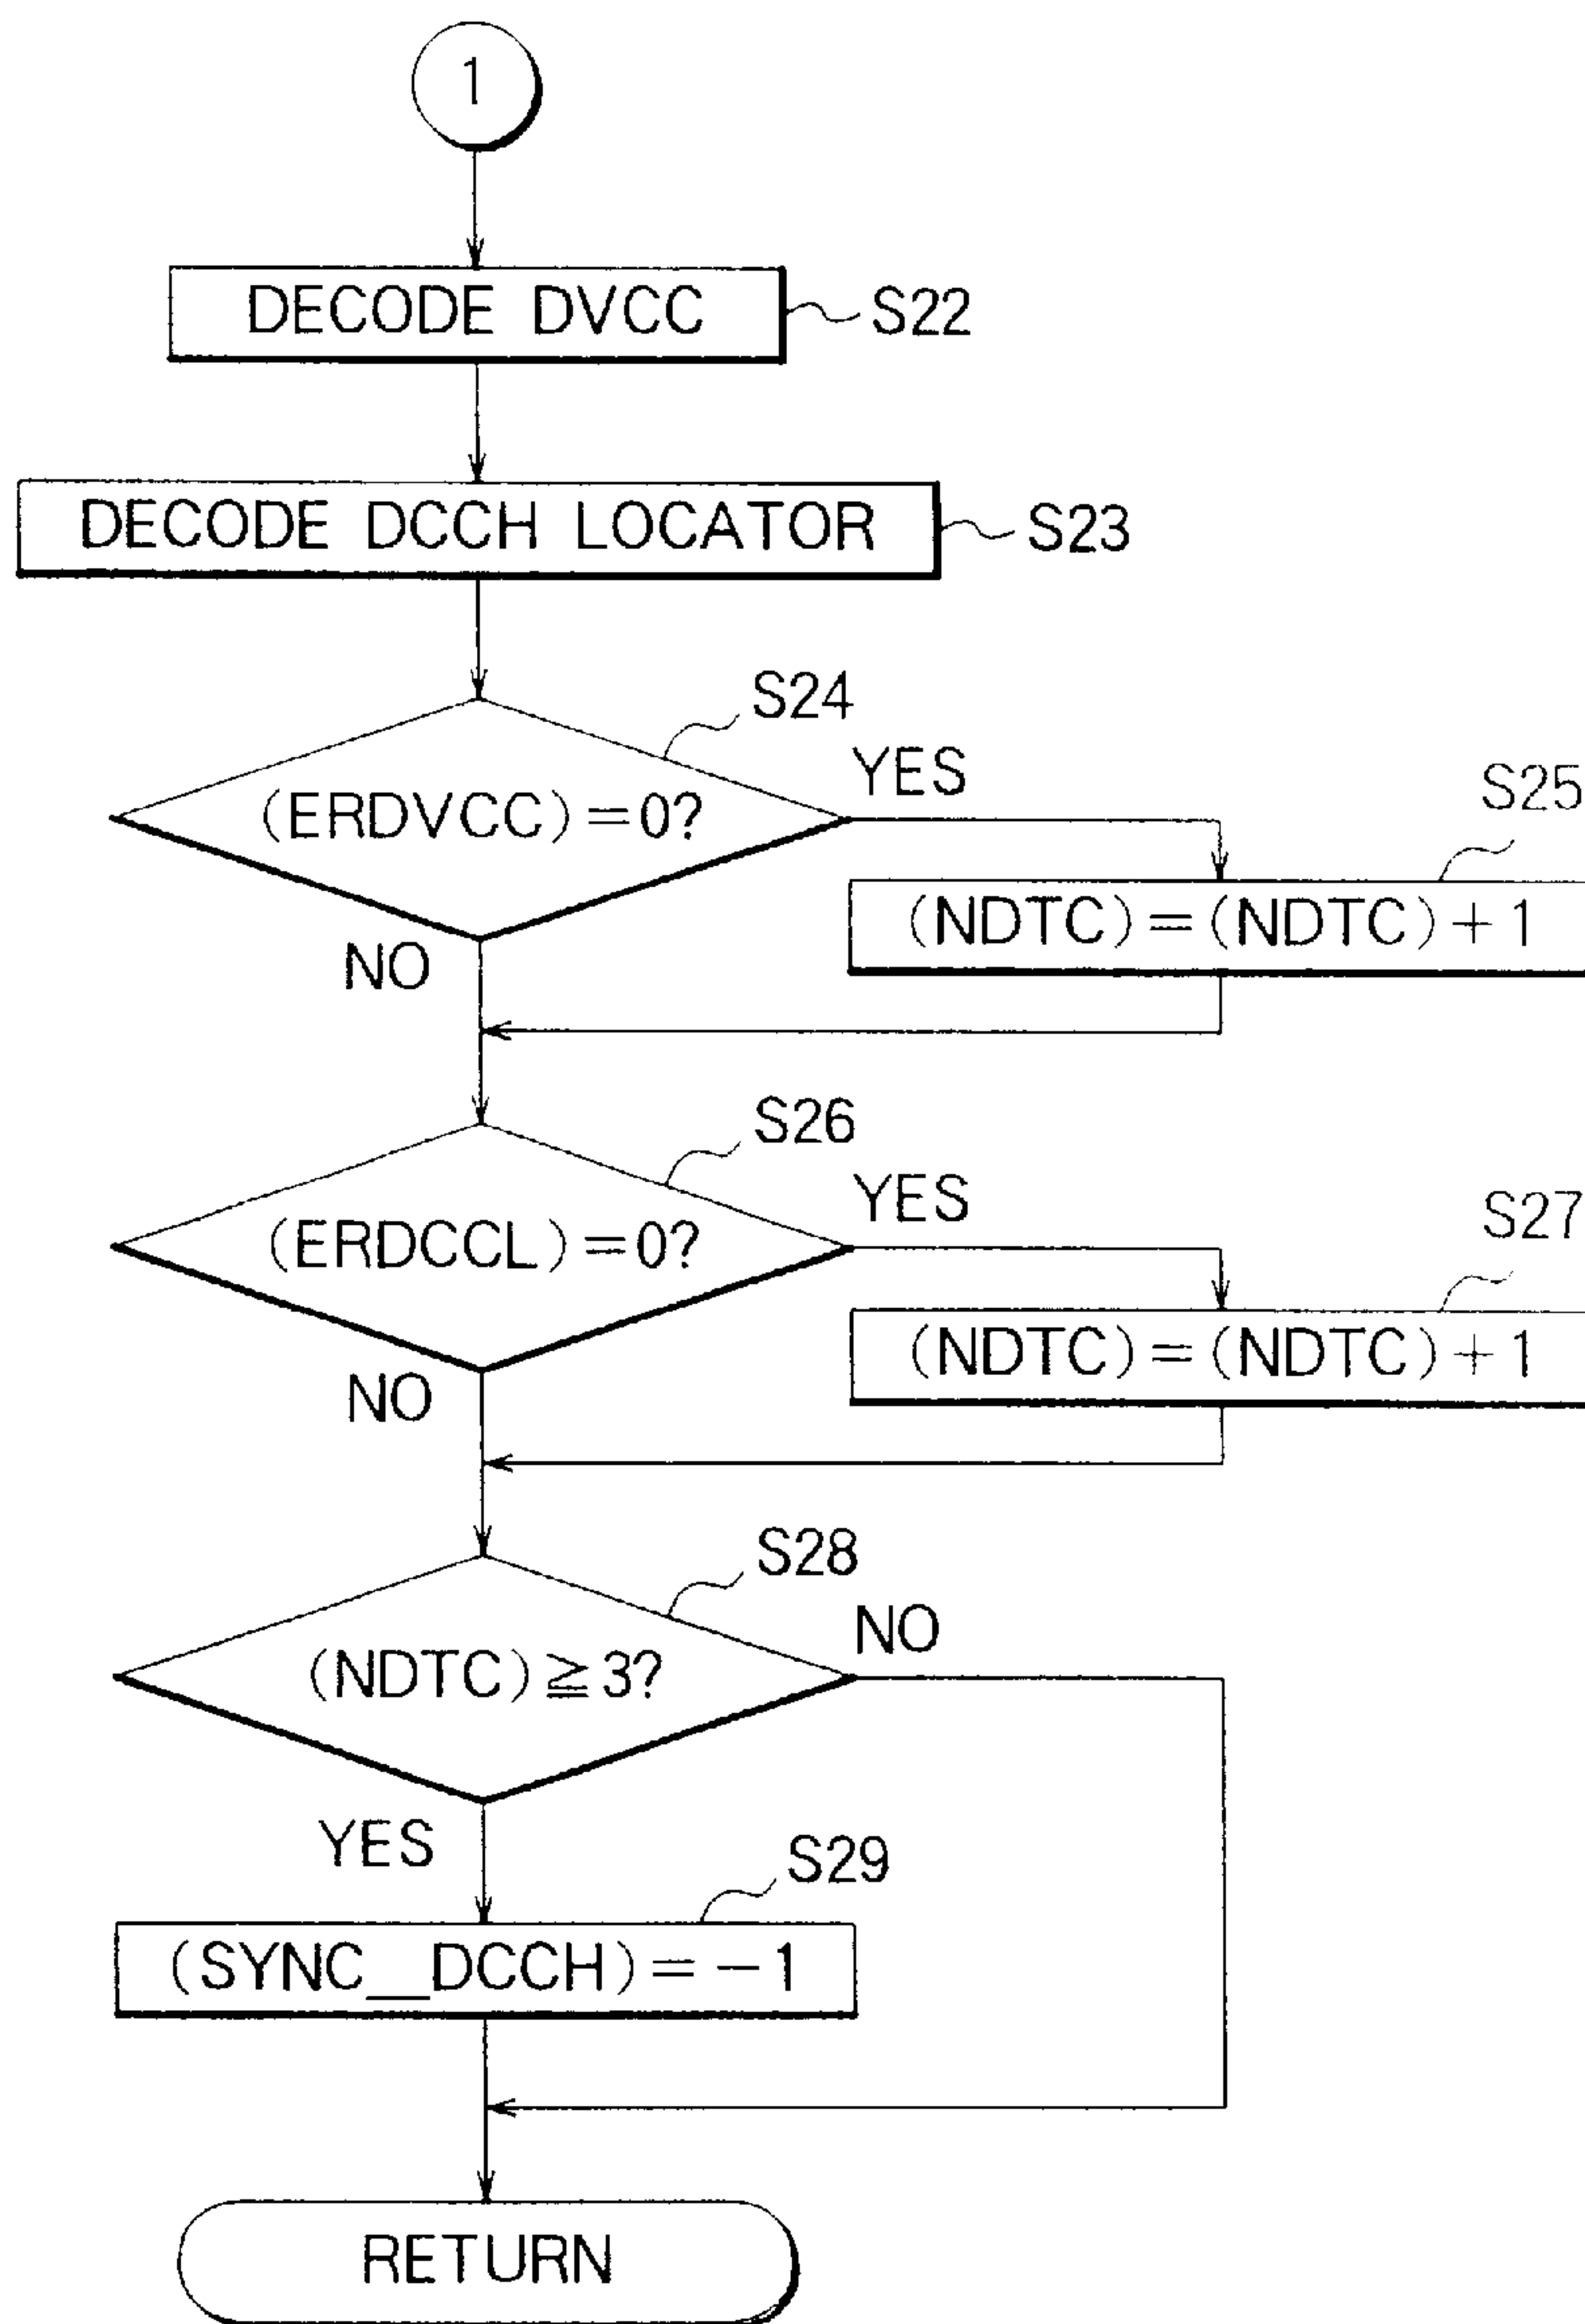 1
DECODE DVCC
S22
DECODE DCCH LOCATOR
S23
S24
(ERDVCC)=0?
YES
S25
(NDTC)=(NDTC)+1
NO
S26
(ERDCCL)=0?
YES
S27
(NDTC)=(NDTC)+1
NO
S28
(NDTC)≧3?
NO
YES
S29
(SYNC__DCCH)=-1
RETURN